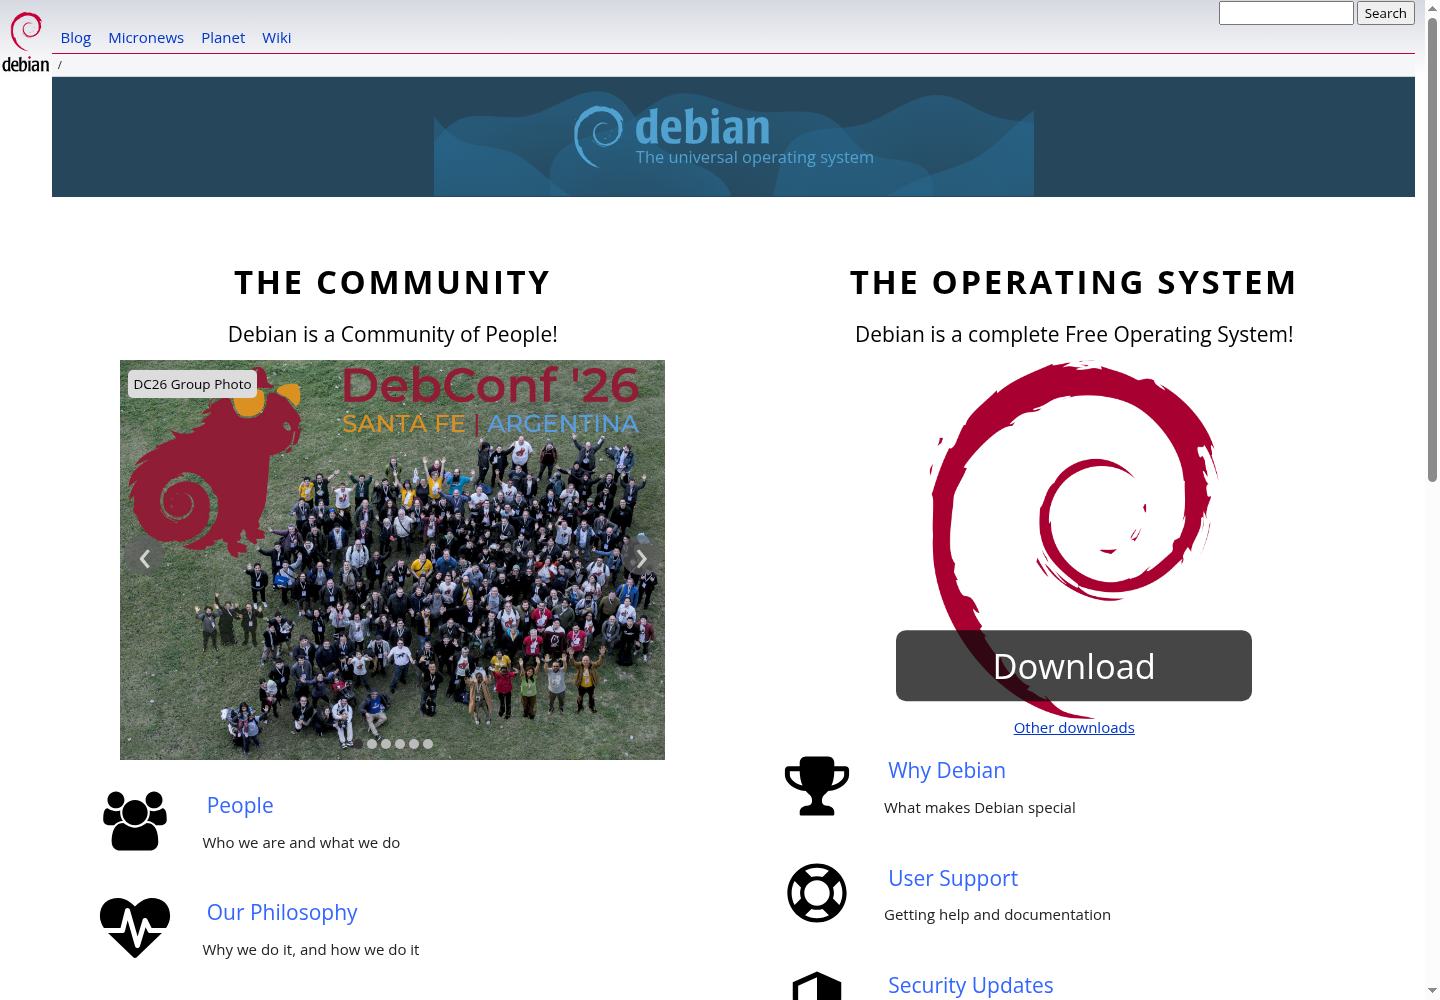 Search
Blog Micronews Planet Wiki
debian /
debian
The universal operating system
THE COMMUNITY
Debian is a Community of People!
DC26 Group Photo
DebConf '26
SANTA FE | ARGENTINA
❮ ❯
People
Who we are and what we do
Our Philosophy
Why we do it, and how we do it
THE OPERATING SYSTEM
Debian is a complete Free Operating System!
Download
Other downloads
Why Debian
What makes Debian special
User Support
Getting help and documentation
Security Updates